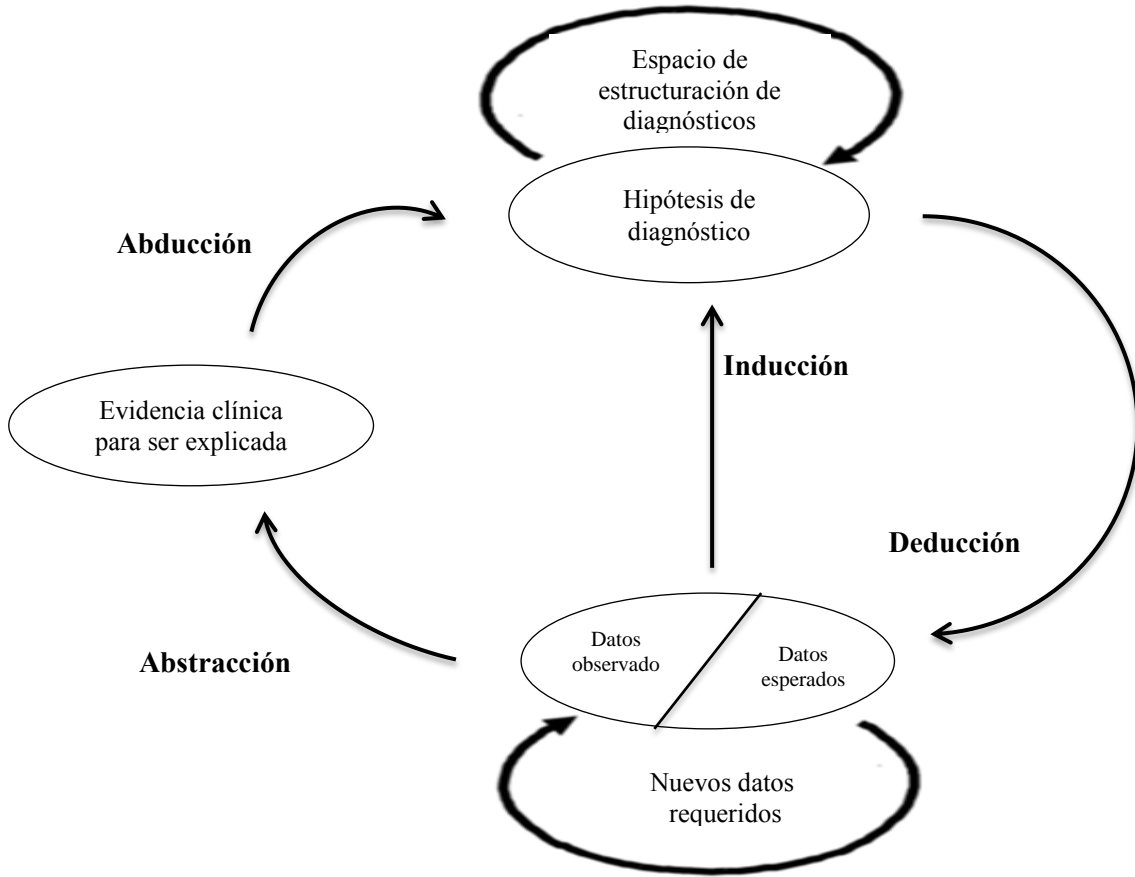 Espacio de
estructuración de
diagnósticos
Hipótesis de
diagnóstico
Abducción
Inducción
Evidencia clínica
para ser explicada
Deducción
Datos
observado
Datos
esperados
Abstracción
Nuevos datos
requeridos